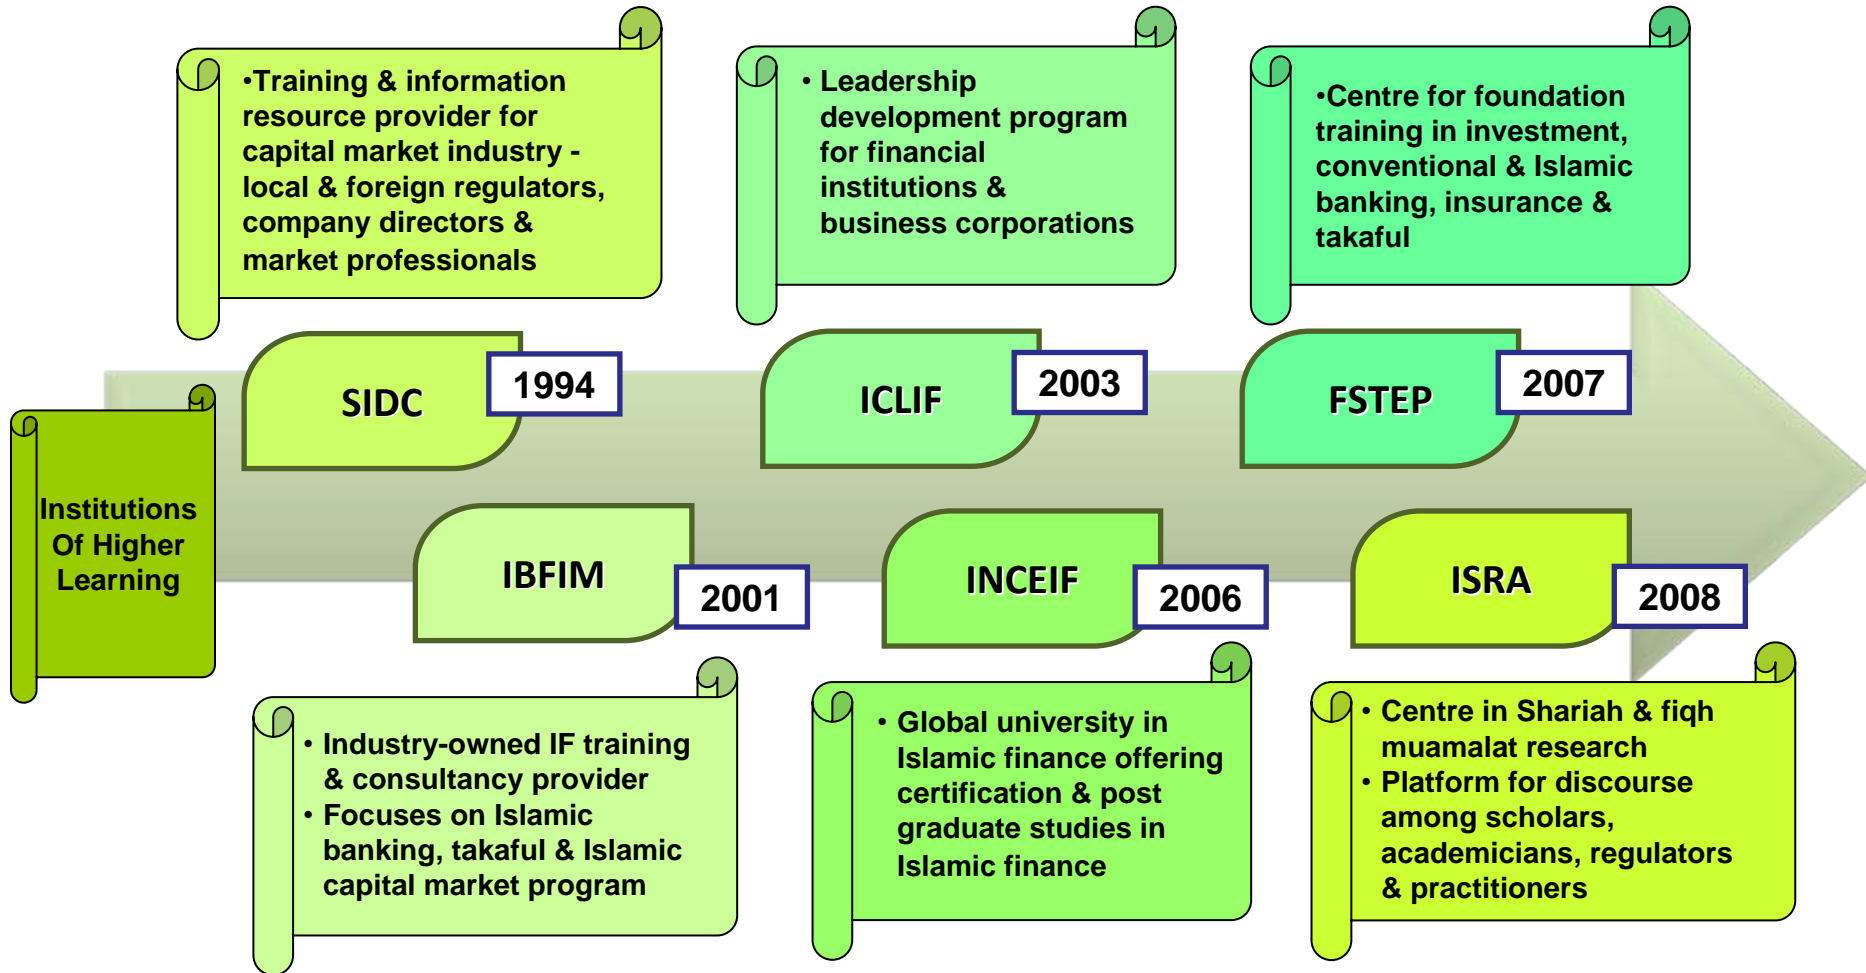 •Training & information
resource provider for
capital market industry -
local & foreign regulators,
company directors &
market professionals
• Leadership
development program
for financial
institutions &
business corporations
•Centre for foundation
training in investment,
conventional & Islamic
banking, insurance &
takaful
SIDC
1994
ICLIF
2003
FSTEP
2007
Institutions
Of Higher
Learning
IBFIM
2001
INCEIF
2006
ISRA
2008
• Industry-owned IF training
& consultancy provider
• Focuses on Islamic
banking, takaful & Islamic
capital market program
• Global university in
Islamic finance offering
certification & post
graduate studies in
Islamic finance
• Centre in Shariah & fiqh
muamalat research
• Platform for discourse
among scholars,
academicians, regulators
& practitioners